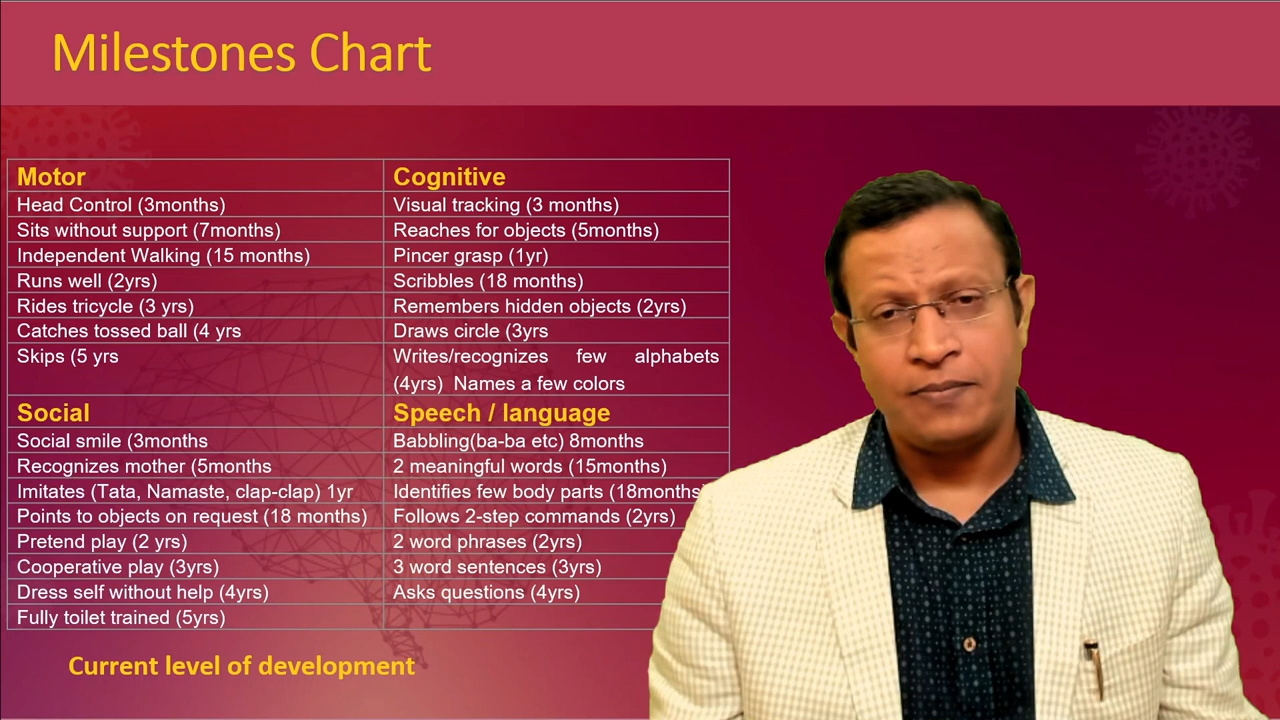 Milestones Chart
Motor
Head Control (3months)
Sits without support (7months)
Independent Walking (15 months)
Runs well (2yrs)
Rides tricycle (3 yrs)
Catches tossed ball (4 yrs
Skips (5 yrs
Cognitive
Visual tracking (3 months)
Reaches for objects (5months)
Pincer grasp (1yr)
Scribbles (18 months)
Remembers hidden objects (2yrs)
Draws circle (3yrs
Writes/recognizes few alphabets
(4yrs) Names a few colors
Social
Social smile (3months
Recognizes mother (5months
Imitates (Tata, Namaste, clap-clap) 1yr
Points to objects on request (18 months)
Pretend play (2 yrs)
Cooperative play (3yrs)
Dress self without help (4yrs)
Fully toilet trained (5yrs)
Speech / language
Babbling(ba-ba etc) 8months
2 meaningful words (15months)
Identifies few body parts (18months)
Follows 2-step commands (2yrs)
2 word phrases (2yrs)
3 word sentences (3yrs)
Asks questions (4yrs)
Current level of development